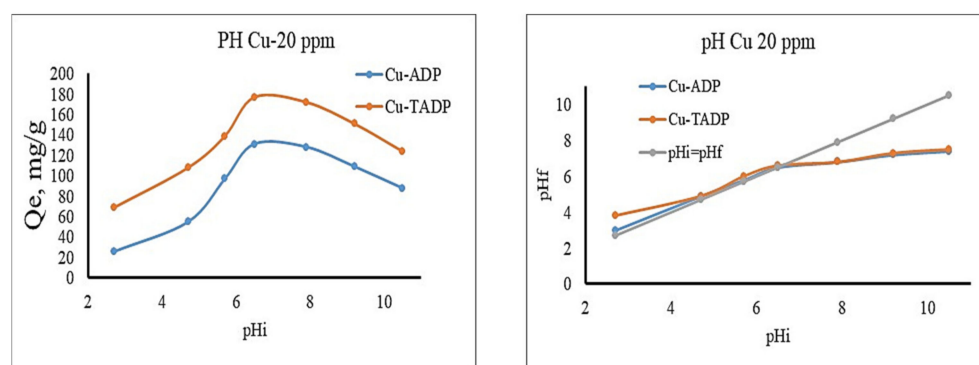 PH Cu-20 ppm
Cu-ADP
Cu-TADP
Qe, mg/g
200
180
160
140
120
100
80
60
40
20
0
2 4 6 8 10
pHi
pH Cu 20 ppm
Cu-ADP
Cu-TADP
pHi=pHf
pHf
10
8
6
4
2
0
2 4 6 8 10
pHi